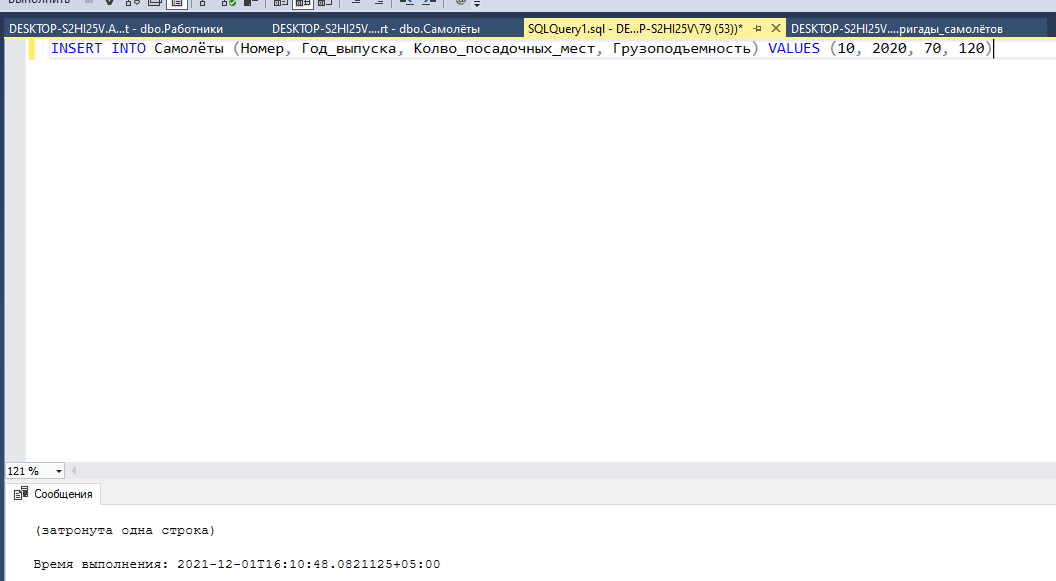 Выполнить
DESKTOP-S2HI25V.A...t - dbo.Работники
DESKTOP-S2HI25V....rt - dbo.Самолёты
SQLQuery1.sql - DE...P-S2HI25V\79 (53))*
DESKTOP-S2HI25V....ригады_самолётов
INSERT INTO Самолёты (Номер, Год_выпуска, Колво_посадочных_мест, Грузоподъемность) VALUES (10, 2020, 70, 120)
121 %
Сообщения
(затронута одна строка)
Время выполнения: 2021-12-01T16:10:48.0821125+05:00